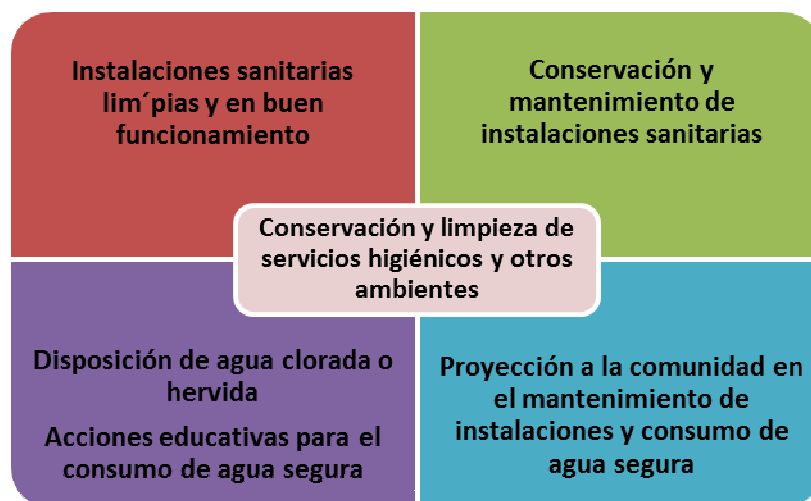 Instalaciones sanitarias
lim´pias y en buen
funcionamiento
Conservación y
mantenimiento de
instalaciones sanitarias
Conservación y limpieza de
servicios higiénicos y otros
ambientes
Disposición de agua clorada o
hervida
Acciones educativas para el
consumo de agua segura
Proyección a la comunidad en
el mantenimiento de
instalaciones y consumo de
agua segura